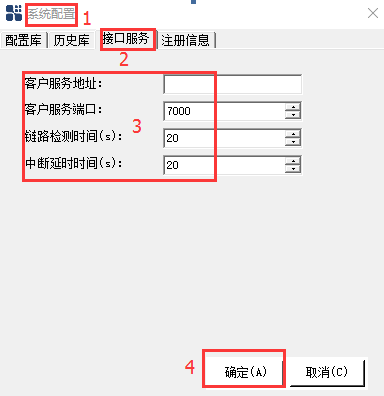 系统配置 1
配置库 历史库 接口服务 注册信息
2
客户服务地址:
客户服务端口: 7000
链路检测时间(s): 20
3
中断延时时间(s): 20
4 确定(A) 取消(C)